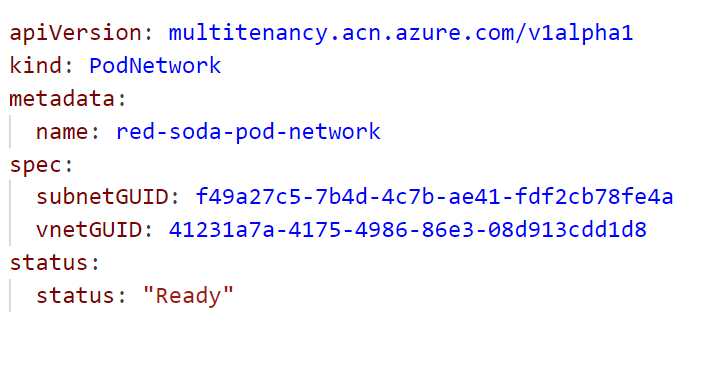 apiVersion: multitenancy.acn.azure.com/v1alpha1
kind: PodNetwork
metadata:
  name: red-soda-pod-network
spec:
  subnetGUID: f49a27c5-7b4d-4c7b-ae41-fdf2cb78fe4a
  vnetGUID: 41231a7a-4175-4986-86e3-08d913cdd1d8
status:
  status: "Ready"